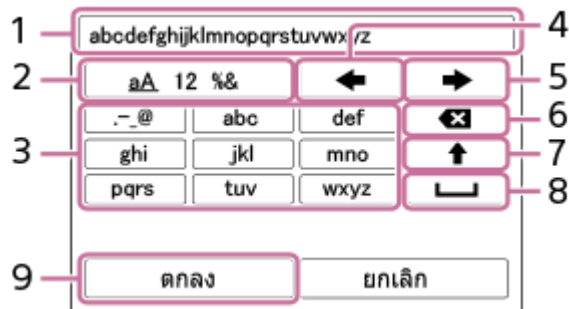 1
abcdefghijklmnopqrstuvwxyz
4
2
aA 12 %&
5
.-_@ abc def
6
3
ghi jkl mno
7
pqrs tuv wxyz
8
9
ตกลง ยกเลิก